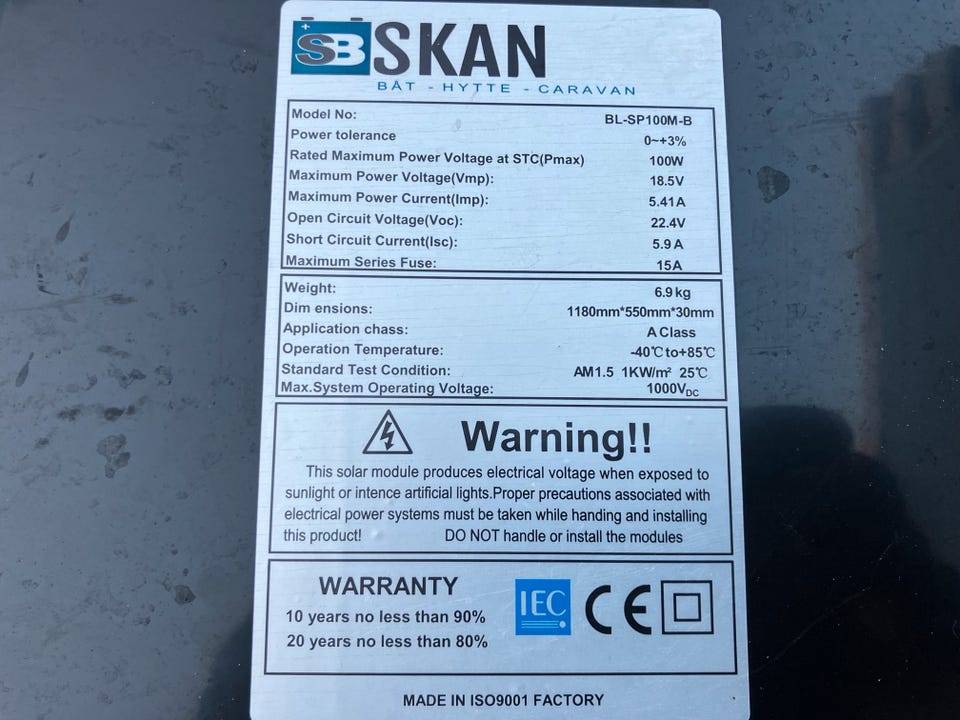 SB SKAN
BÅT - HYTTE - CARAVAN
Model No: BL-SP100M-B
Power tolerance 0~+3%
Rated Maximum Power Voltage at STC(Pmax) 100W
Maximum Power Voltage(Vmp): 18.5V
Maximum Power Current(Imp): 5.41A
Open Circuit Voltage(Voc): 22.4V
Short Circuit Current(Isc): 5.9A
Maximum Series Fuse: 15A
Weight: 6.9kg
Dim ensions: 1180mm*550mm*30mm
Application chass: A Class
Operation Temperature: -40℃to+85℃
Standard Test Condition: AM1.5 1KW/m² 25℃
Max.System Operating Voltage: 1000VDC
Warning!!
This solar module produces electrical voltage when exposed to
sunlight or intence artificial lights.Proper precautions associated with
electrical power systems must be taken while handing and installing
this product! DO NOT handle or install the modules
WARRANTY
10 years no less than 90%
20 years no less than 80%
IEC CE
MADE IN ISO9001 FACTORY